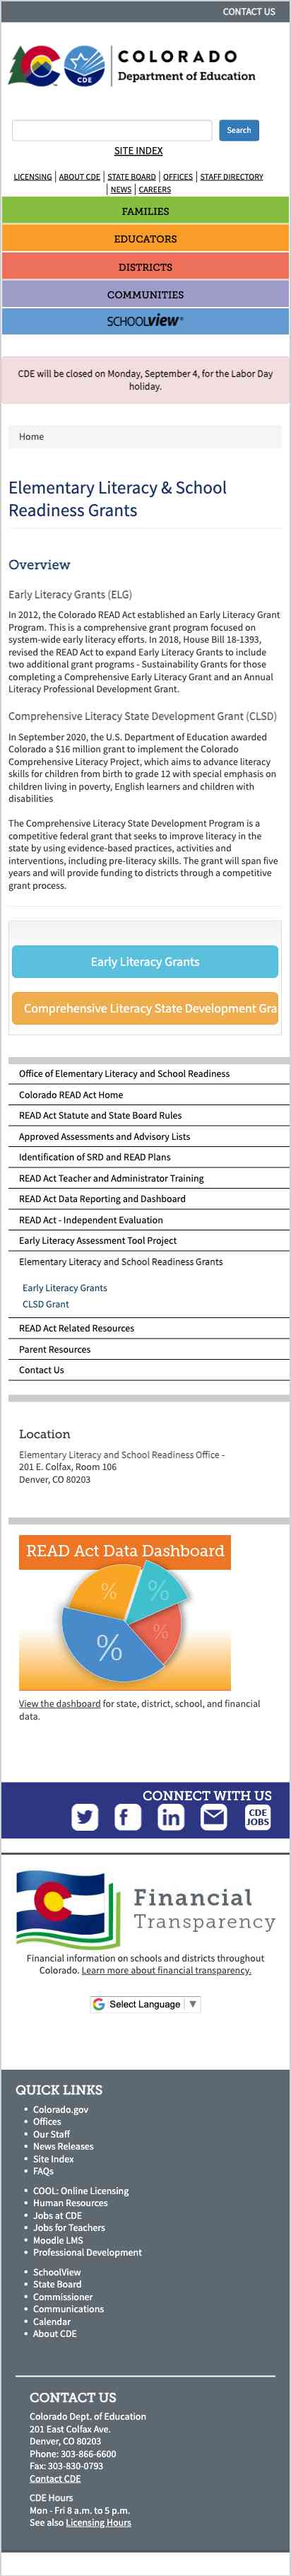 CONTACT US
COLORADO
Department of Education
CDE
Search
SITE INDEX
LICENSING | ABOUT CDE | STATE BOARD | OFFICES | STAFF DIRECTORY
| NEWS | CAREERS
FAMILIES
EDUCATORS
DISTRICTS
COMMUNITIES
SCHOOLVIEW®
CDE will be closed on Monday, September 4, for the Labor Day
holiday.
Home
Elementary Literacy & School
Readiness Grants
Overview
Early Literacy Grants (ELG)
In 2012, the Colorado READ Act established an Early Literacy Grant
Program. This is a comprehensive grant program focused on
system-wide early literacy efforts. In 2018, House Bill 18-1393,
revised the READ Act to expand Early Literacy Grants to include
two additional grant programs - Sustainability Grants for those
completing a Comprehensive Early Literacy Grant and an Annual
Literacy Professional Development Grant.
Comprehensive Literacy State Development Grant (CLSD)
In September 2020, the U.S. Department of Education awarded
Colorado a $16 million grant to implement the Colorado
Comprehensive Literacy Project, which aims to advance literacy
skills for children from birth to grade 12 with special emphasis on
children living in poverty, English learners and children with
disabilities
The Comprehensive Literacy State Development Program is a
competitive federal grant that seeks to improve literacy in the
state by using evidence-based practices, activities and
interventions, including pre-literacy skills. The grant will span five
years and will provide funding to districts through a competitive
grant process.
Early Literacy Grants
Comprehensive Literacy State Development Gra
Office of Elementary Literacy and School Readiness
Colorado READ Act Home
READ Act Statute and State Board Rules
Approved Assessments and Advisory Lists
Identification of SRD and READ Plans
READ Act Teacher and Administrator Training
READ Act Data Reporting and Dashboard
READ Act - Independent Evaluation
Early Literacy Assessment Tool Project
Elementary Literacy and School Readiness Grants
Early Literacy Grants
CLSD Grant
READ Act Related Resources
Parent Resources
Contact Us
Location
Elementary Literacy and School Readiness Office -
201 E. Colfax, Room 106
Denver, CO 80203
READ Act Data Dashboard
% %
% %
View the dashboard for state, district, school, and financial
data.
CONNECT WITH US
CDE
JOBS
Financial
Transparency
Financial information on schools and districts throughout
Colorado. Learn more about financial transparency.
Select Language ▼
QUICK LINKS
• Colorado.gov
• Offices
• Our Staff
• News Releases
• Site Index
• FAQs
• COOL: Online Licensing
• Human Resources
• Jobs at CDE
• Jobs for Teachers
• Moodle LMS
• Professional Development
• SchoolView
• State Board
• Commissioner
• Communications
• Calendar
• About CDE
CONTACT US
Colorado Dept. of Education
201 East Colfax Ave.
Denver, CO 80203
Phone: 303-866-6600
Fax: 303-830-0793
Contact CDE
CDE Hours
Mon - Fri 8 a.m. to 5 p.m.
See also Licensing Hours